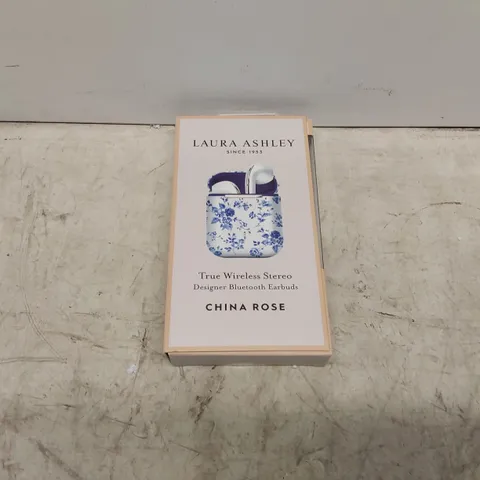 LAURA ASHLEY
SINCE 1953
True Wireless Stereo
Designer Bluetooth Earbuds
CHINA ROSE